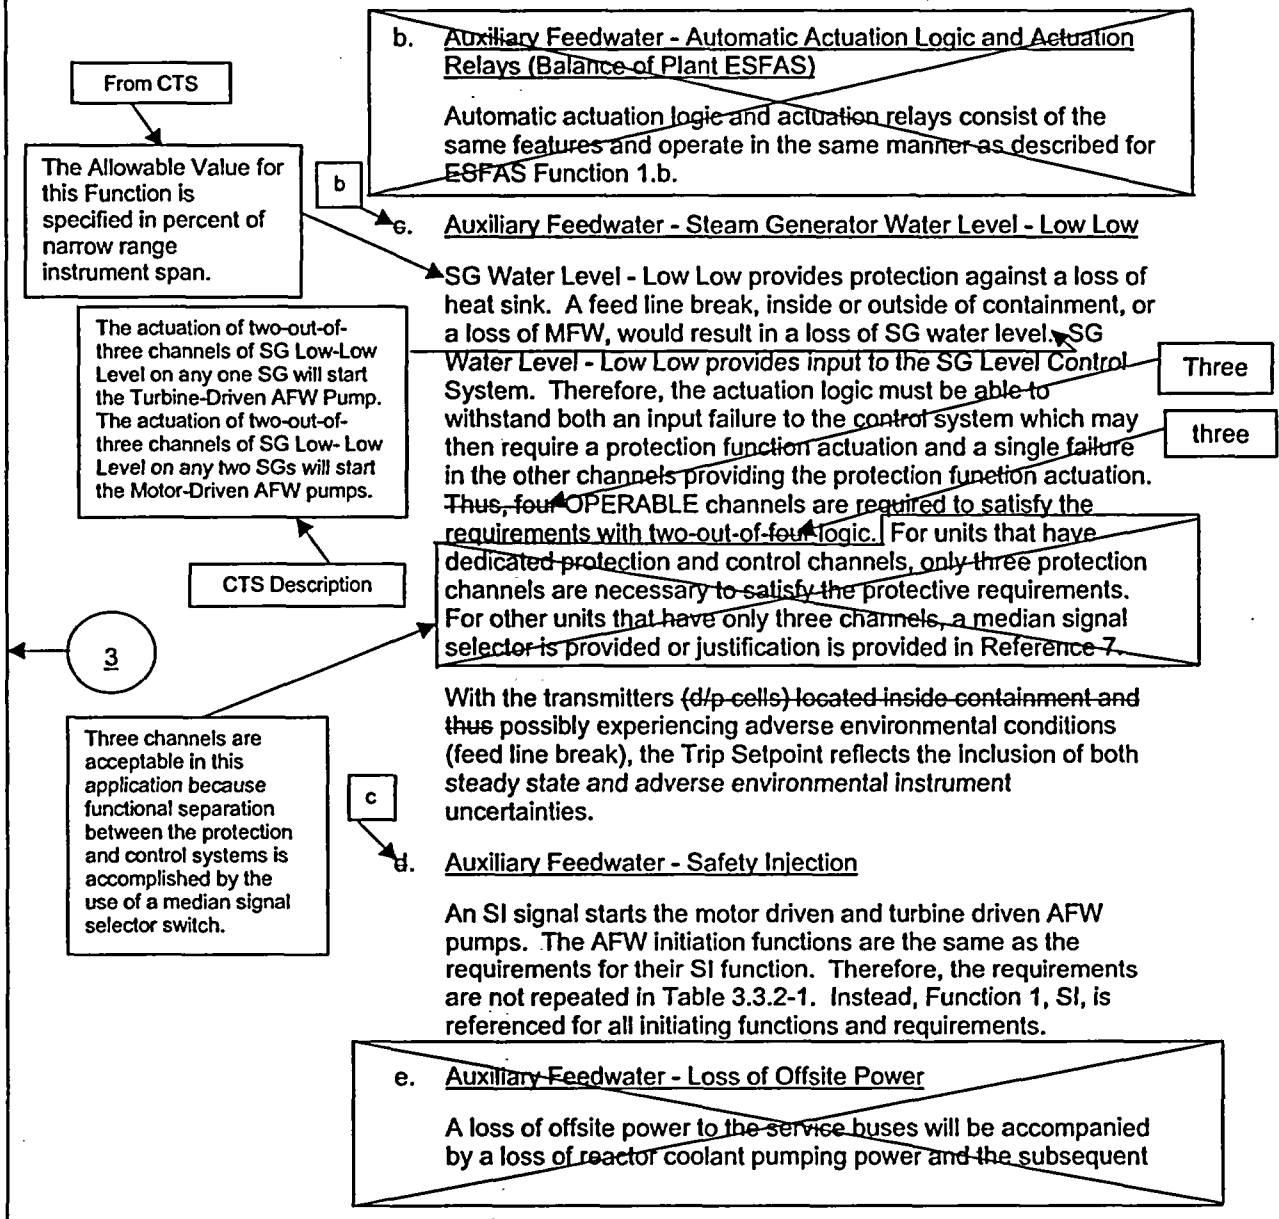 b. Auxiliary Feedwater - Automatic Actuation Logic and Actuation
Relays (Balance of Plant ESFAS)
Automatic actuation logic and actuation relays consist of the
same features and operate in the same manner as described for
ESFAS Function 1.b.
From CTS
The Allowable Value for
this Function is
specified in percent of
narrow range
instrument span.
b
c. Auxiliary Feedwater - Steam Generator Water Level - Low Low
SG Water Level - Low Low provides protection against a loss of
heat sink. A feed line break, inside or outside of containment, or
a loss of MFW, would result in a loss of SG water level. SG
Water Level - Low Low provides input to the SG Level Control
System. Therefore, the actuation logic must be able to
withstand both an input failure to the control system which may
then require a protection function actuation and a single failure
in the other channels providing the protection function actuation.
Thus, four OPERABLE channels are required to satisfy the
requirements with two-out-of-four logic. For units that have
dedicated protection and control channels, only three protection
channels are necessary to satisfy the protective requirements.
For other units that have only three channels, a median signal
selector is provided or justification is provided in Reference 7.
The actuation of two-out-of-
three channels of SG Low-Low
Level on any one SG will start
the Turbine-Driven AFW Pump.
The actuation of two-out-of-
three channels of SG Low- Low
Level on any two SGs will start
the Motor-Driven AFW pumps.
Three
three
CTS Description
3
With the transmitters (d/p cells) located inside containment and
thus possibly experiencing adverse environmental conditions
(feed line break), the Trip Setpoint reflects the inclusion of both
steady state and adverse environmental instrument
uncertainties.
Three channels are
acceptable in this
application because
functional separation
between the protection
and control systems is
accomplished by the
use of a median signal
selector switch.
c
d. Auxiliary Feedwater - Safety Injection
An SI signal starts the motor driven and turbine driven AFW
pumps. The AFW initiation functions are the same as the
requirements for their SI function. Therefore, the requirements
are not repeated in Table 3.3.2-1. Instead, Function 1, SI, is
referenced for all initiating functions and requirements.
e. Auxiliary Feedwater - Loss of Offsite Power
A loss of offsite power to the service buses will be accompanied
by a loss of reactor coolant pumping power and the subsequent